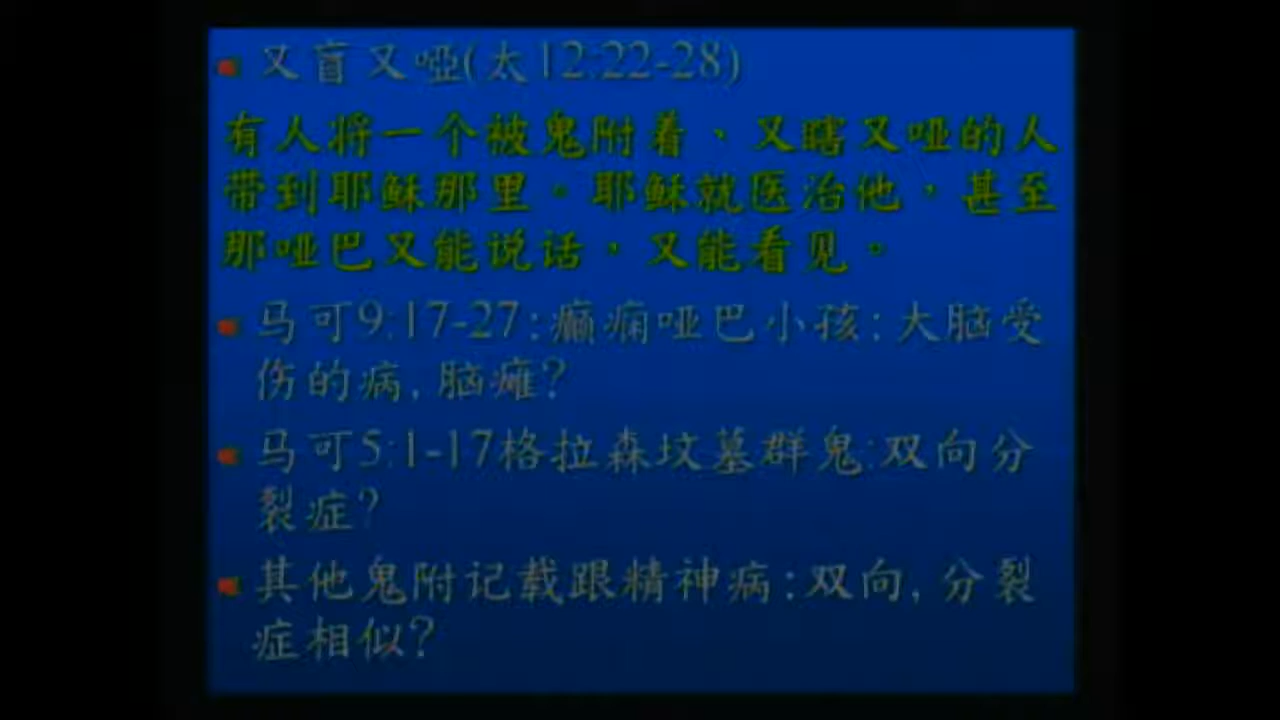 又盲又哑(太12:22-28)
有人将一个被鬼附着、又瞎又哑的人
带到耶稣那里。耶稣就医治他,甚至
那哑巴又能说话,又能看见。
马可9:17-27:癫痫哑巴小孩:大脑受
伤的病,脑瘫?
马可5:1-17格拉森坟墓群鬼:双向分
裂症?
其他鬼附记载跟精神病:双向,分裂
症相似?